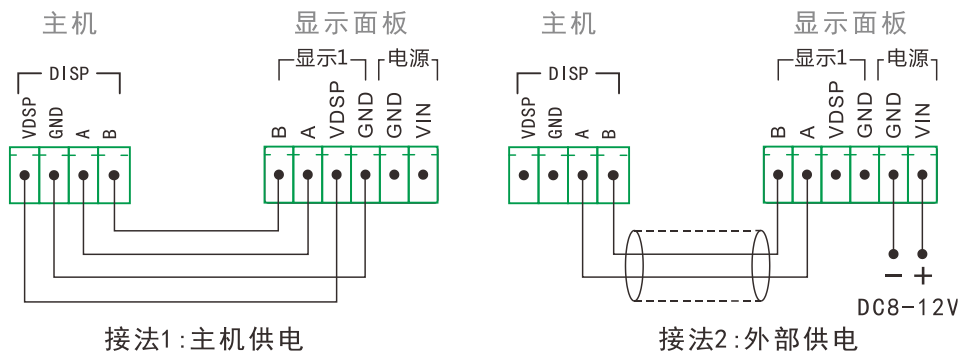 主机 显示面板 主机 显示面板
DISP 显示1 电源 DISP 显示1 电源
VDSP GND A B B A VDSP GND GND VIN VDSP GND A B B A VDSP GND GND VIN
− +
DC8-12V
接法1:主机供电 接法2:外部供电